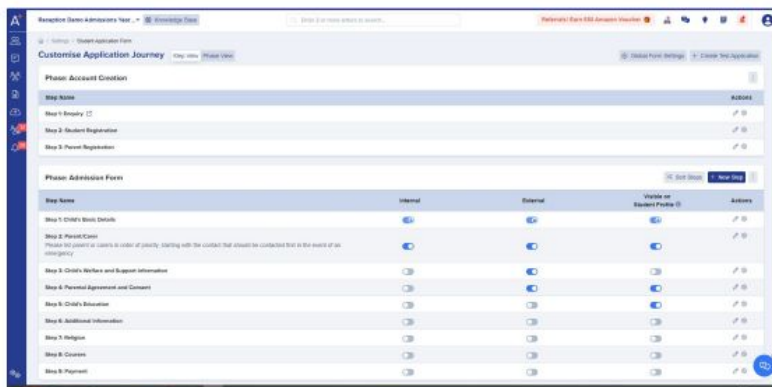 Reception Demo Admissions Year ... Knowledge Base Enter 3 or more letters to search... Referrals! Earn £50 Amazon Voucher
Settings / Student Application Form
Customise Application Journey Step View Phase View Global Form Settings + Create Test Application
Phase: Account Creation
Step Name Actions
Step 1: Enquiry
Step 2: Student Registration
Step 3: Parent Registration
Phase: Admission Form Sort Steps + New Step
Step Name Internal External Visible on Student Profile Actions
Step 1: Child's Basic Details
Step 2: Parent/Carer
Please list parent or carers in order of priority, starting with the contact that should be contacted first in the event of an
emergency
Step 3: Child's Welfare and Support Information
Step 4: Parental Agreement and Consent
Step 5: Child's Education
Step 6: Additional Information
Step 7: Religion
Step 8: Courses
Step 9: Payment